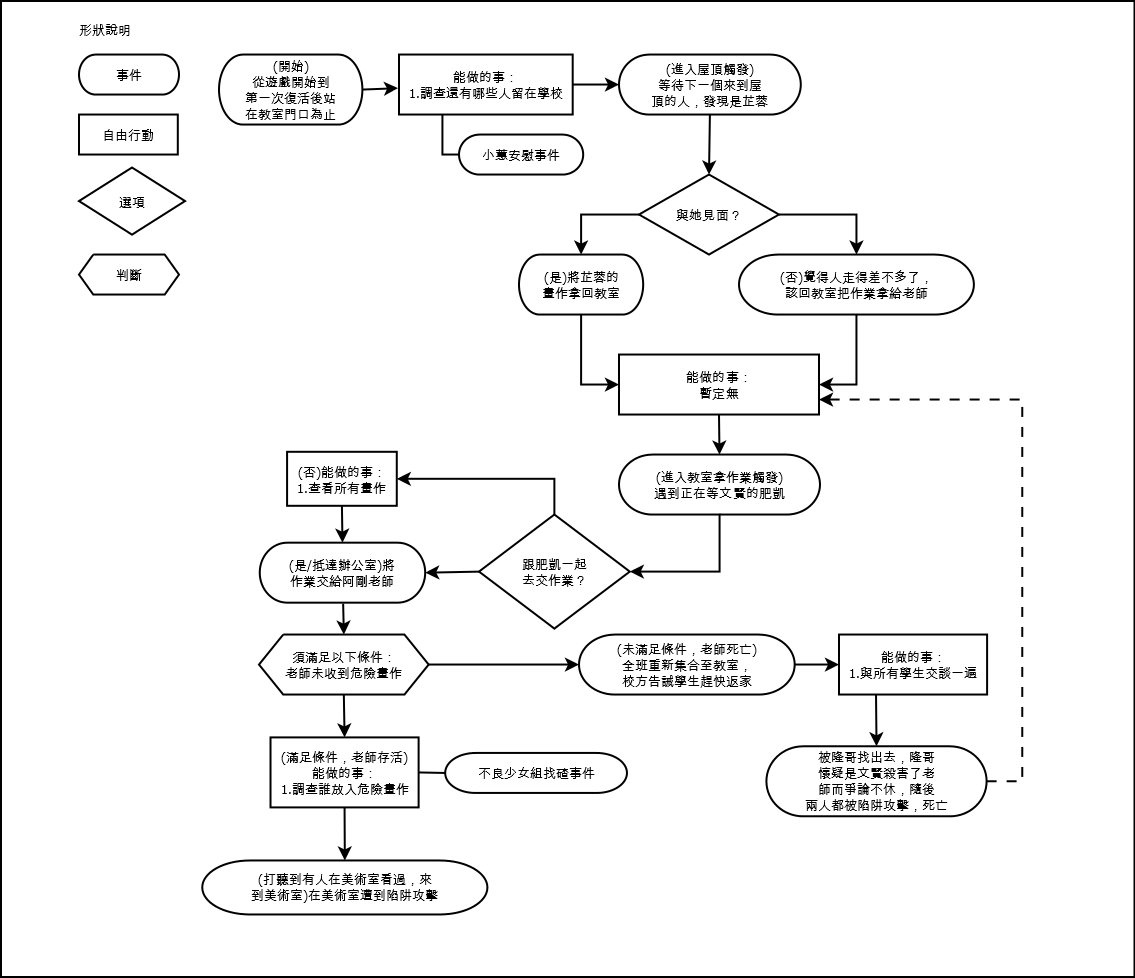 形狀說明
事件
自由行動
選項
判斷
(開始)
從遊戲開始到
第一次復活後站
在教室門口為止
能做的事：
1.調查還有哪些人留在學校
小蕙安慰事件
(進入屋頂觸發)
等待下一個來到屋
頂的人，發現是芷蓉
與她見面？
(是)將芷蓉的
畫作拿回教室
(否)覺得人走得差不多了，
該回教室把作業拿給老師
能做的事：
暫定無
(進入教室拿作業觸發)
遇到正在等文賢的肥凱
跟肥凱一起
去交作業？
(否)能做的事：
1.查看所有畫作
(是/抵達辦公室)將
作業交給阿剛老師
須滿足以下條件：
老師未收到危險畫作
(未滿足條件，老師死亡)
全班重新集合至教室，
校方告誡學生趕快返家
能做的事：
1.與所有學生交談一遍
被隆哥找出去，隆哥
懷疑是文賢殺害了老
師而爭論不休，隨後
兩人都被陷阱攻擊，死亡
(滿足條件，老師存活)
能做的事：
1.調查誰放入危險畫作
不良少女組找碴事件
(打聽到有人在美術室看過，來
到美術室)在美術室遭到陷阱攻擊